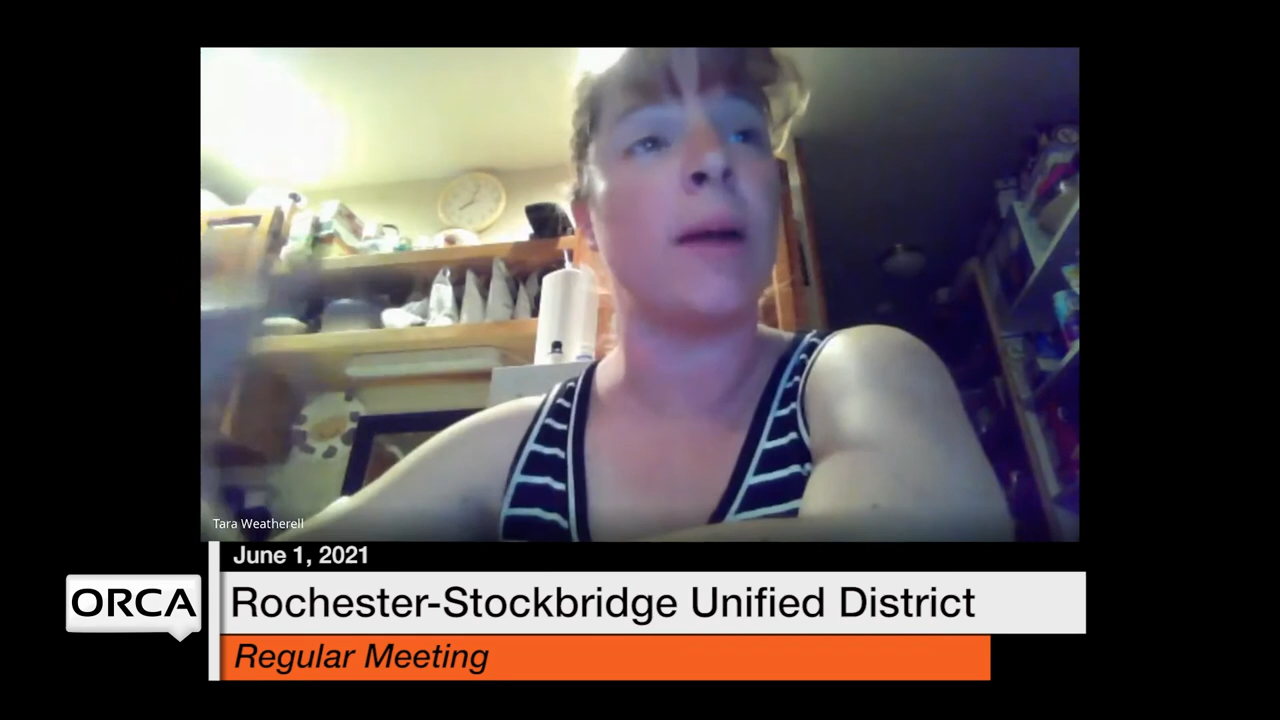 Tara Weatherell
June 1, 2021
ORCA
Rochester-Stockbridge Unified District
Regular Meeting